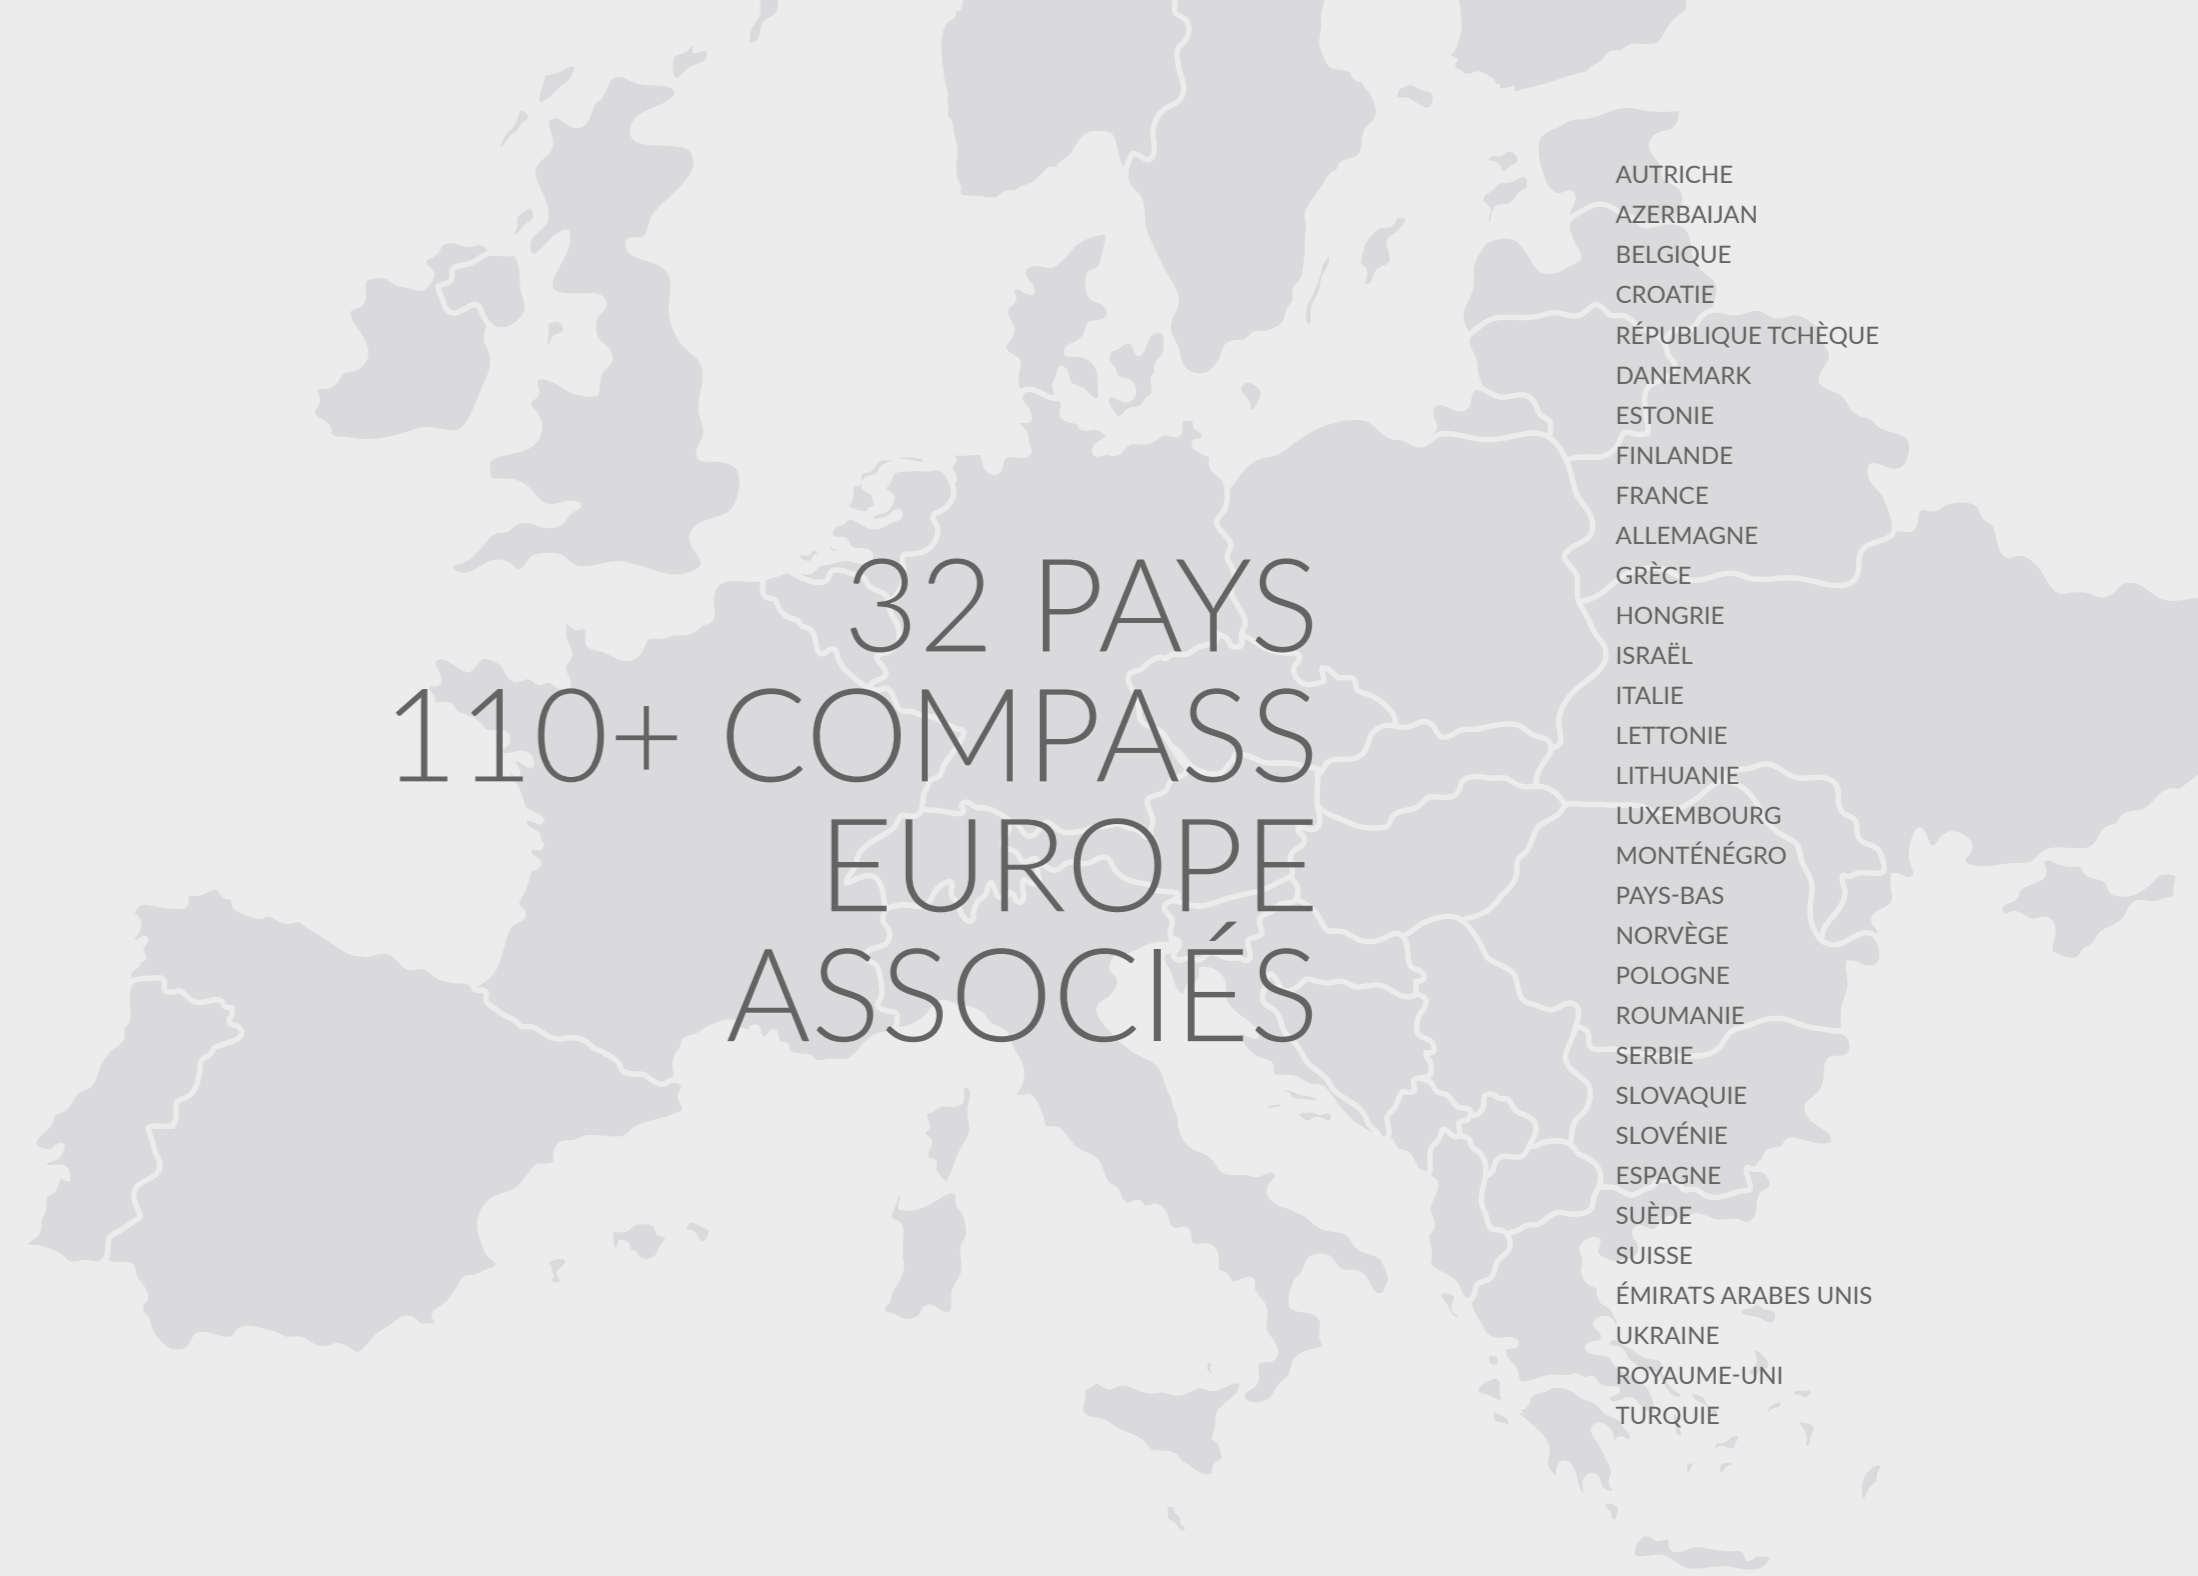 32 PAYS
110+ COMPASS
EUROPE
ASSOCIÉS
AUTRICHE
AZERBAIJAN
BELGIQUE
CROATIE
RÉPUBLIQUE TCHÈQUE
DANEMARK
ESTONIE
FINLANDE
FRANCE
ALLEMAGNE
GRÈCE
HONGRIE
ISRAËL
ITALIE
LETTONIE
LITHUANIE
LUXEMBOURG
MONTÉNÉGRO
PAYS-BAS
NORVÈGE
POLOGNE
ROUMANIE
SERBIE
SLOVAQUIE
SLOVÉNIE
ESPAGNE
SUÈDE
SUISSE
ÉMIRATS ARABES UNIS
UKRAINE
ROYAUME-UNI
TURQUIE